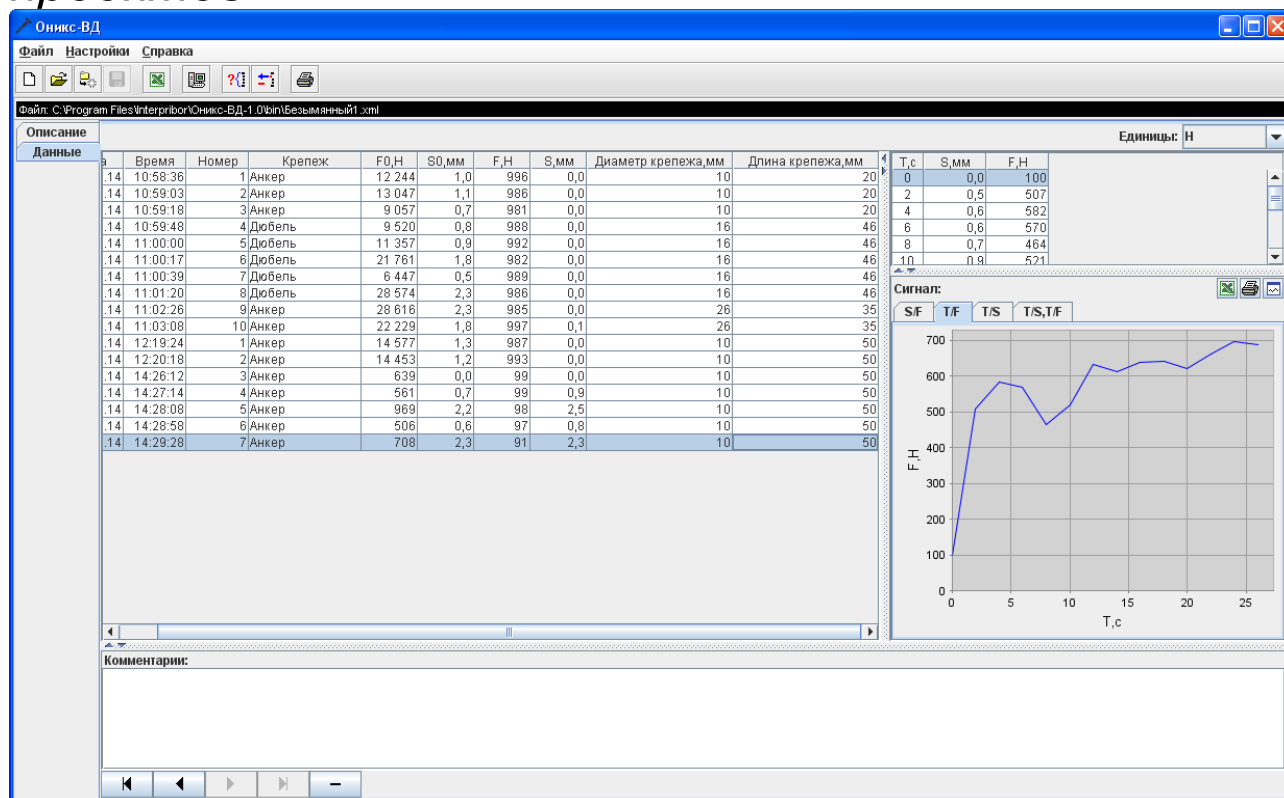 Оникс-ВД
Файл Настройки Справка
Файл: C:\Program Files\Interpribor\Оникс-ВД-1.0\bin\Безымянный1.xml
Описание
Данные
Единицы: Н
а Время Номер Крепеж F0,Н S0,мм F,Н S,мм Диаметр крепежа,мм Длина крепежа,мм
.14 10:58:36 1 Анкер 12 244 1,0 996 0,0 10 20
.14 10:59:03 2 Анкер 13 047 1,1 986 0,0 10 20
.14 10:59:18 3 Анкер 9 057 0,7 981 0,0 10 20
.14 10:59:48 4 Дюбель 9 520 0,8 988 0,0 16 46
.14 11:00:00 5 Дюбель 11 357 0,9 992 0,0 16 46
.14 11:00:17 6 Дюбель 21 761 1,8 982 0,0 16 46
.14 11:00:39 7 Дюбель 6 447 0,5 989 0,0 16 46
.14 11:01:20 8 Дюбель 28 574 2,3 986 0,0 16 46
.14 11:02:26 9 Анкер 28 616 2,3 985 0,0 26 35
.14 11:03:08 10 Анкер 22 229 1,8 997 0,1 26 35
.14 12:19:24 1 Анкер 14 577 1,3 987 0,0 10 50
.14 12:20:18 2 Анкер 14 453 1,2 993 0,0 10 50
.14 14:26:12 3 Анкер 639 0,0 99 0,0 10 50
.14 14:27:14 4 Анкер 561 0,7 99 0,9 10 50
.14 14:28:08 5 Анкер 969 2,2 98 2,5 10 50
.14 14:28:58 6 Анкер 506 0,6 97 0,8 10 50
.14 14:29:28 7 Анкер 708 2,3 91 2,3 10 50
T,с S,мм F,Н
0 0,0 100
2 0,5 507
4 0,6 582
6 0,6 570
8 0,7 464
10 0,9 521
Сигнал:
S/F T/F T/S T/S,T/F
700
600
500
400
300
200
100
0
F,Н
0 5 10 15 20 25
T,с
Комментарии: